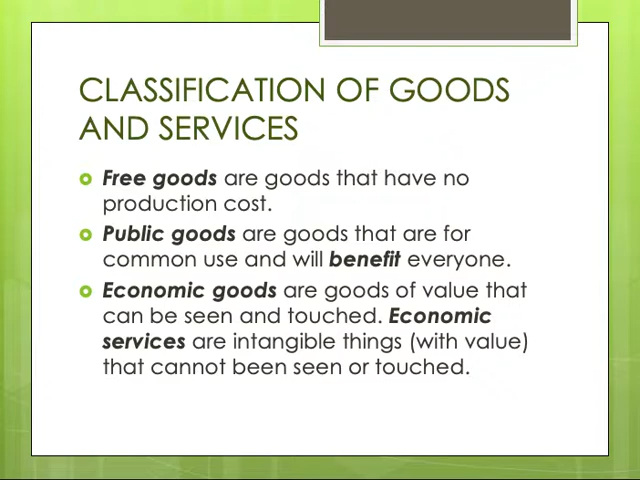 CLASSIFICATION OF GOODS
AND SERVICES
Free goods are goods that have no
production cost.
Public goods are goods that are for
common use and will benefit everyone.
Economic goods are goods of value that
can be seen and touched. Economic
services are intangible things (with value)
that cannot been seen or touched.